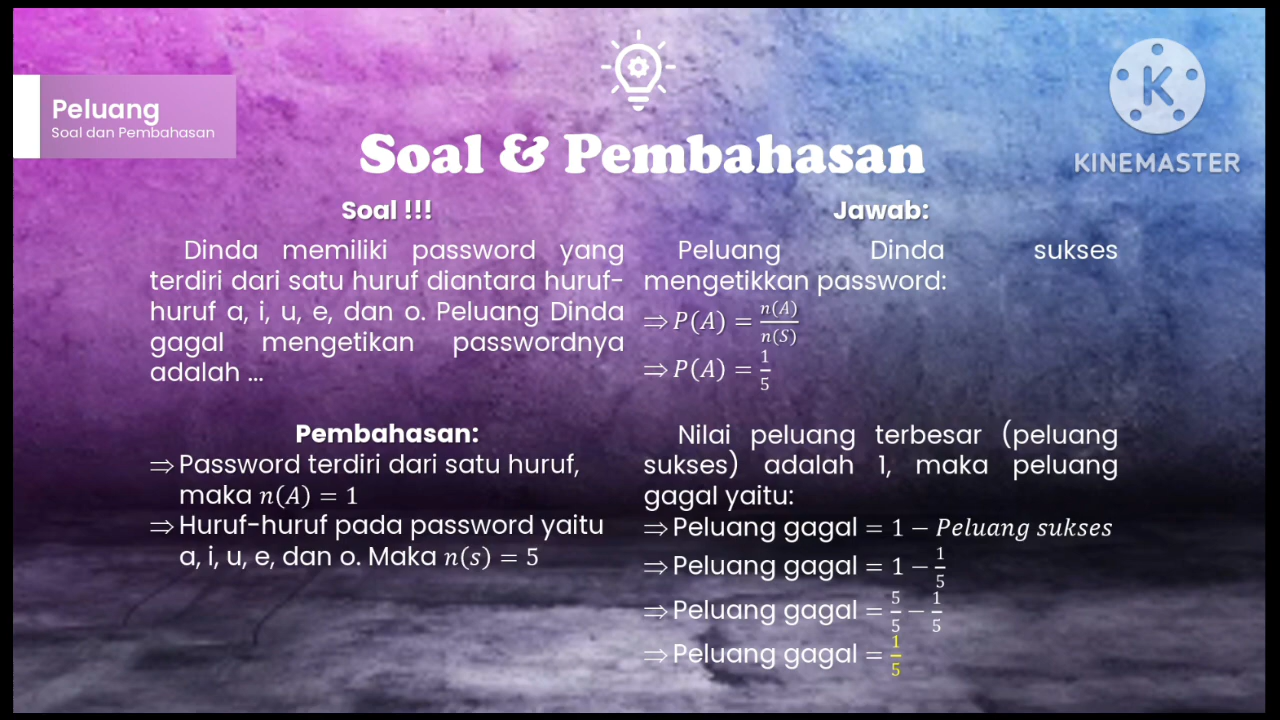 Peluang
Soal dan Pembahasan
K
KINEMASTER
Soal & Pembahasan
Soal !!!
Dinda memiliki password yang
terdiri dari satu huruf diantara huruf-
huruf a, i, u, e, dan o. Peluang Dinda
gagal mengetikan passwordnya
adalah ...
Pembahasan:
⇒ Password terdiri dari satu huruf,
maka n(A) = 1
⇒ Huruf-huruf pada password yaitu
a, i, u, e, dan o. Maka n(s) = 5
Jawab:
Peluang Dinda sukses
mengetikkan password:
⇒ P(A) = n(A)/n(S)
⇒ P(A) = 1/5
Nilai peluang terbesar (peluang
sukses) adalah 1, maka peluang
gagal yaitu:
⇒ Peluang gagal = 1 − Peluang sukses
⇒ Peluang gagal = 1 − 1/5
⇒ Peluang gagal = 5/5 − 1/5
⇒ Peluang gagal = 1/5